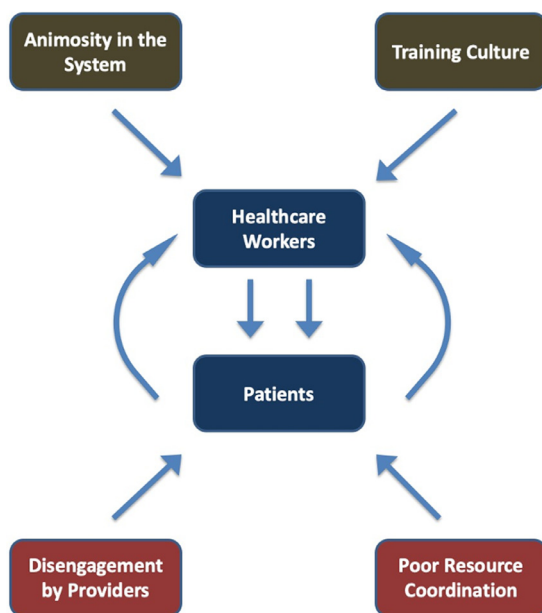 Animosity in the
System
Training Culture
Healthcare
Workers
Patients
Disengagement
by Providers
Poor Resource
Coordination